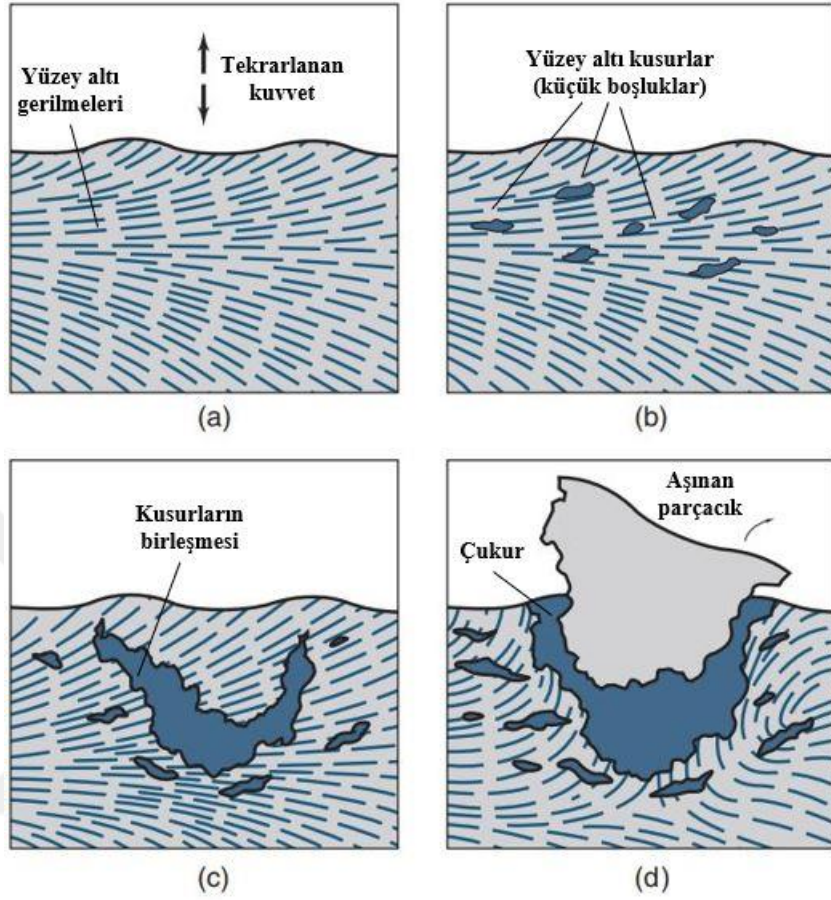 Yüzey altı
gerilmeleri
Tekrarlanan
kuvvet
(a)
Yüzey altı kusurlar
(küçük boşluklar)
(b)
Kusurların
birleşmesi
(c)
Aşınan
parçacık
Çukur
(d)